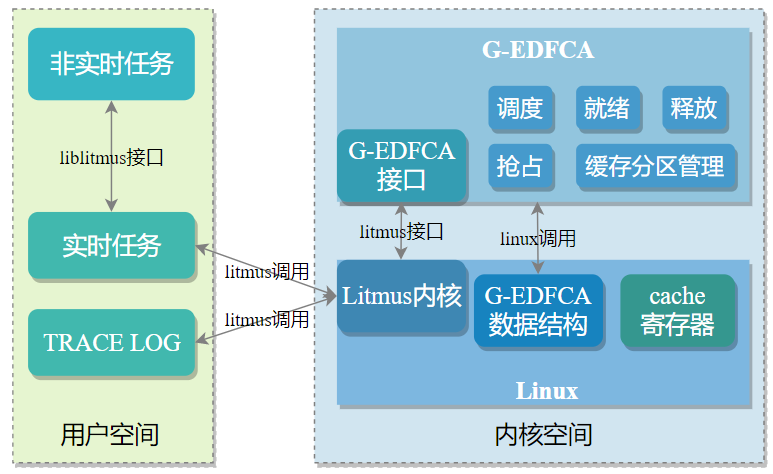 非实时任务
liblitmus接口
实时任务
litmus调用
litmus调用
TRACE LOG
用户空间
G-EDFCA
调度
就绪
释放
抢占
缓存分区管理
G-EDFCA
接口
litmus接口
linux调用
Litmus内核
G-EDFCA
数据结构
cache
寄存器
Linux
内核空间